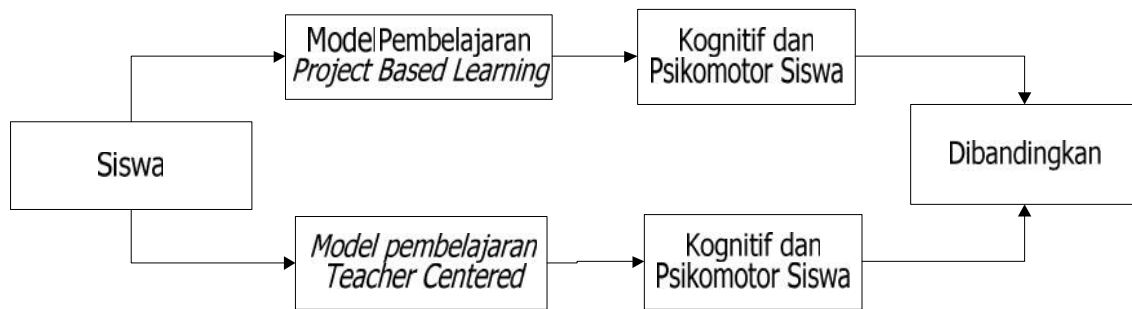 Model Pembelajaran
Project Based Learning
Kognitif dan
Psikomotor Siswa
Siswa
Dibandingkan
Model pembelajaran
Teacher Centered
Kognitif dan
Psikomotor Siswa